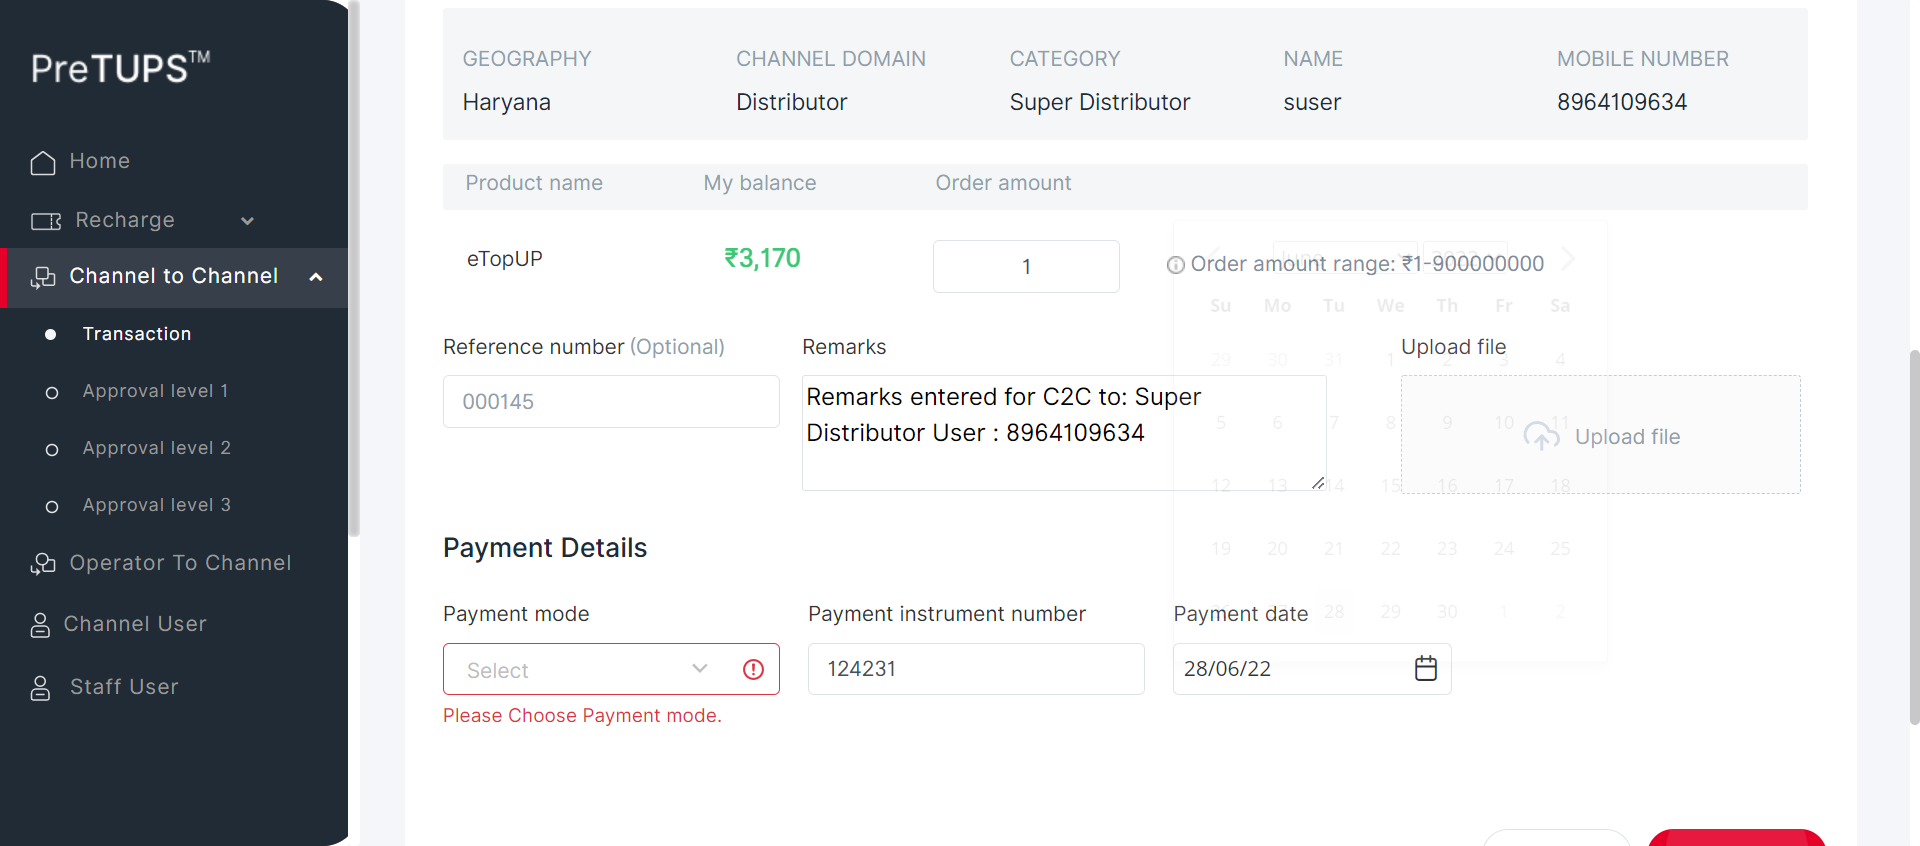 PreTUPS™
Home
Recharge
Channel to Channel
Transaction
Approval level 1
Approval level 2
Approval level 3
Operator To Channel
Channel User
Staff User
GEOGRAPHY CHANNEL DOMAIN CATEGORY NAME MOBILE NUMBER
Haryana Distributor Super Distributor suser 8964109634
Product name My balance Order amount
eTopUP ₹3,170 1 Order amount range: ₹1-900000000
Su Mo Tu We Th Fr Sa
29 30 31 1 2 3 4
5 6 7 8 9 10 11
12 13 14 15 16 17 18
19 20 21 22 23 24 25
28 29 30 1 2
Reference number (Optional) Remarks Upload file
000145
Remarks entered for C2C to: Super
Distributor User : 8964109634
Upload file
Payment Details
Payment mode Payment instrument number Payment date
Select 124231 28/06/22
Please Choose Payment mode.